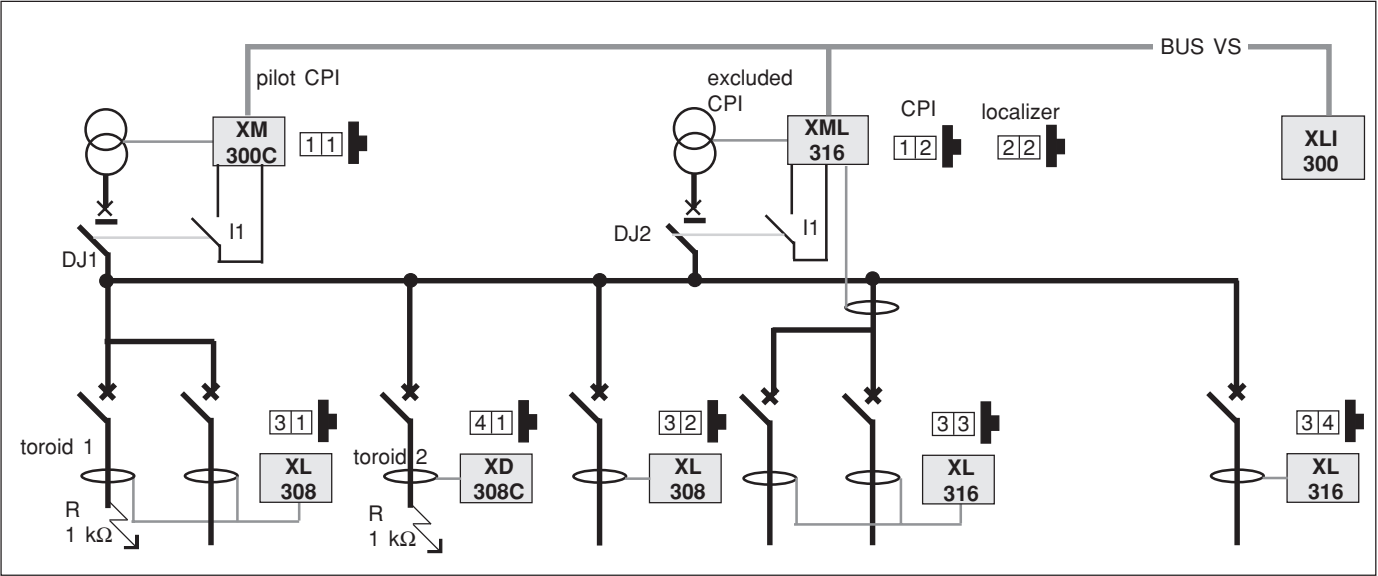 BUS VS
pilot CPI
excluded
CPI
CPI
localizer
XM
300C
1 1
XML
316
1 2
2 2
XLI
300
I1
I1
DJ1
DJ2
3 1
4 1
3 2
3 3
3 4
toroid 1
toroid 2
XL
308
XD
308C
XL
308
XL
316
XL
316
R
1 kΩ
R
1 kΩ